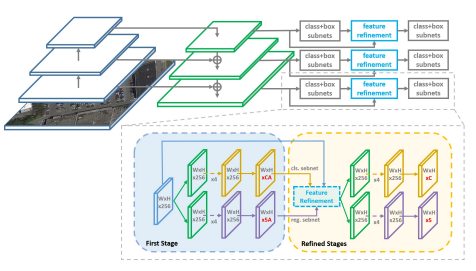 class+box
subnets
feature
refinement
class+box
subnets
class+box
subnets
feature
refinement
class+box
subnets
class+box
subnets
feature
refinement
class+box
subnets
WxH
x256
WxH
x256
x4
WxH
x256
WxH
xCA
cls. subnet
WxH
x256
x4
WxH
x256
WxH
x5A
reg. subnet
Feature
Refinement
WxH
x256
x4
WxH
x256
WxH
xC
WxH
x256
x4
WxH
x256
WxH
x5
First Stage
Refined Stages